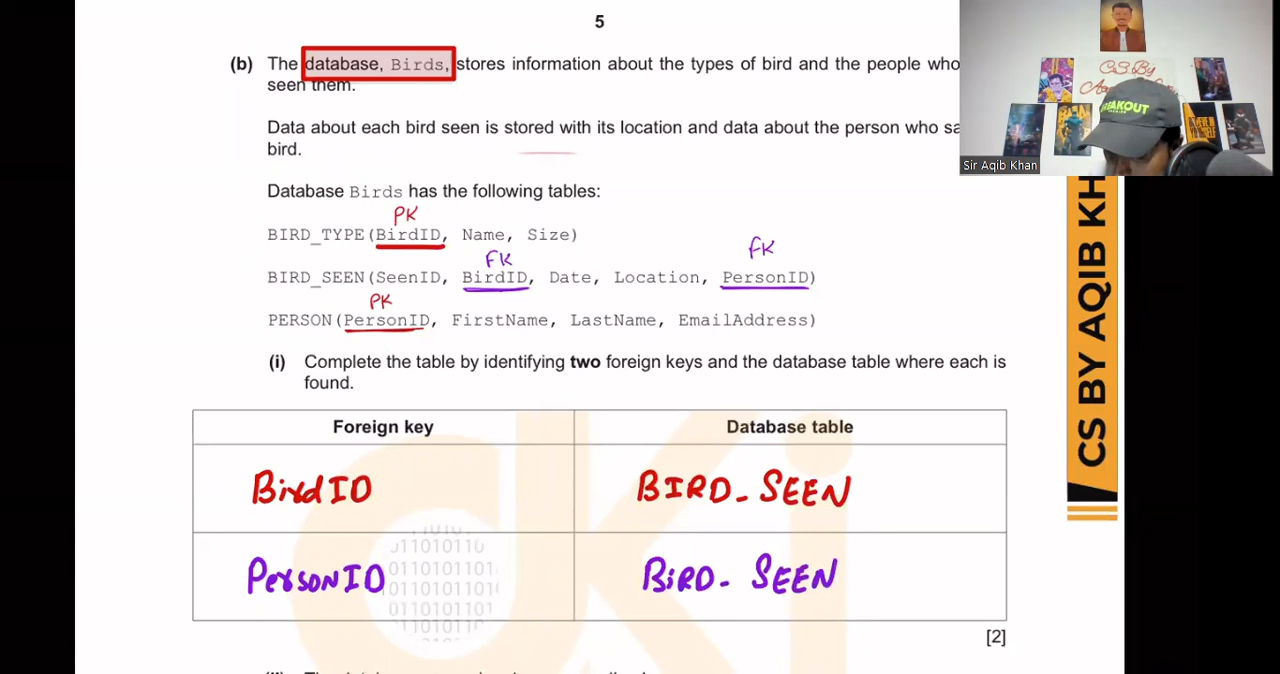 5
(b) The database, Birds, stores information about the types of bird and the people who
seen them.
Data about each bird seen is stored with its location and data about the person who sa
bird.
Database Birds has the following tables:
PK
BIRD_TYPE(BirdID, Name, Size)
FK
FK
BIRD_SEEN(SeenID, BirdID, Date, Location, PersonID)
PK
PERSON(PersonID, FirstName, LastName, EmailAddress)
(i) Complete the table by identifying two foreign keys and the database table where each is
found.
Foreign key Database table
BirdID BIRD_SEEN
PersonID BiRD_SEEN
[2]
CS By
BREAKOUT
Sir Aqib Khan
CS BY AQIB KH